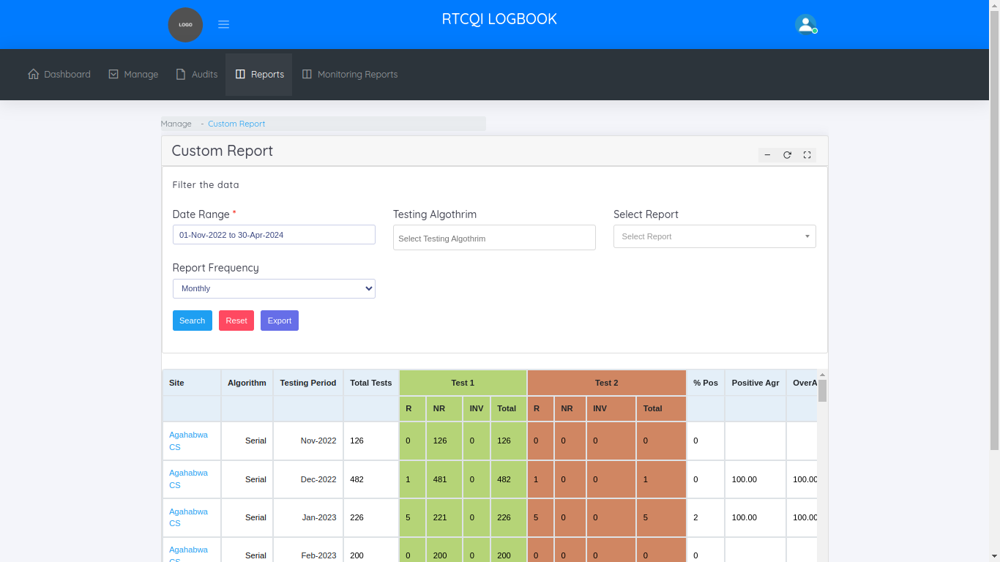 LOGO
RTCQI LOGBOOK
Dashboard Manage Audits Reports Monitoring Reports
Manage - Custom Report
Custom Report
Filter the data
Date Range * Testing Algothrim Select Report
01-Nov-2022 to 30-Apr-2024 Select Testing Algothrim Select Report
Report Frequency
Monthly
Search Reset Export
Site Algorithm Testing Period Total Tests Test 1 Test 2 % Pos Positive Agr OverA
R NR INV Total R NR INV Total
Agahabwa CS Serial Nov-2022 126 0 126 0 126 0 0 0 0 0
Agahabwa CS Serial Dec-2022 482 1 481 0 482 1 0 0 1 0 100.00 100.00
Agahabwa CS Serial Jan-2023 226 5 221 0 226 5 0 0 5 2 100.00 100.00
Agahabwa CS Serial Feb-2023 200 0 200 0 200 0 0 0 0 0